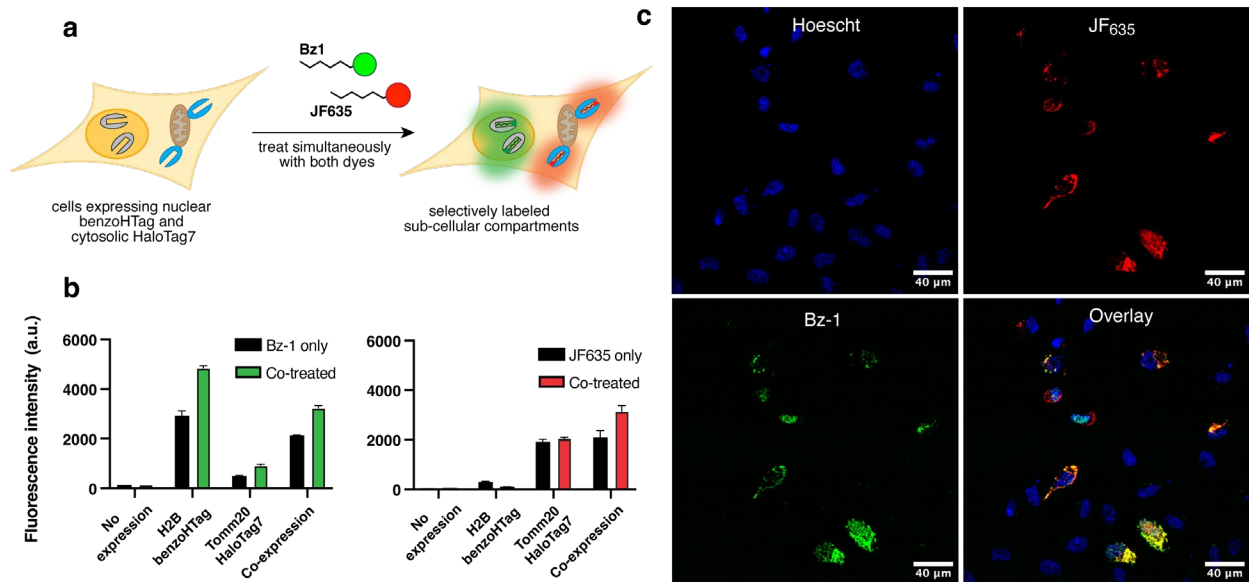 a
Bz1
JF635
treat simultaneously
with both dyes
cells expressing nuclear
benzoHTag and
cytosolic HaloTag7
selectively labeled
sub-cellular compartments
b
Fluorescence intensity (a.u.)
6000
4000
2000
0
Bz-1 only
Co-treated
No
expression
H2B
benzoHTag
Tomm20
HaloTag7
Co-expression
6000
4000
2000
0
JF635 only
Co-treated
No
expression
H2B
benzoHTag
Tomm20
HaloTag7
Co-expression
c
Hoescht
40 µm
JF635
40 µm
Bz-1
40 µm
Overlay
40 µm